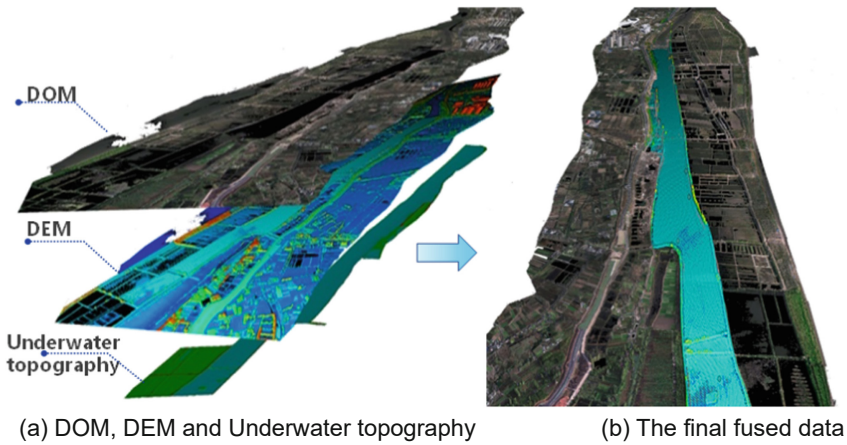 DOM
DEM
Underwater
topography
(a) DOM, DEM and Underwater topography
(b) The final fused data